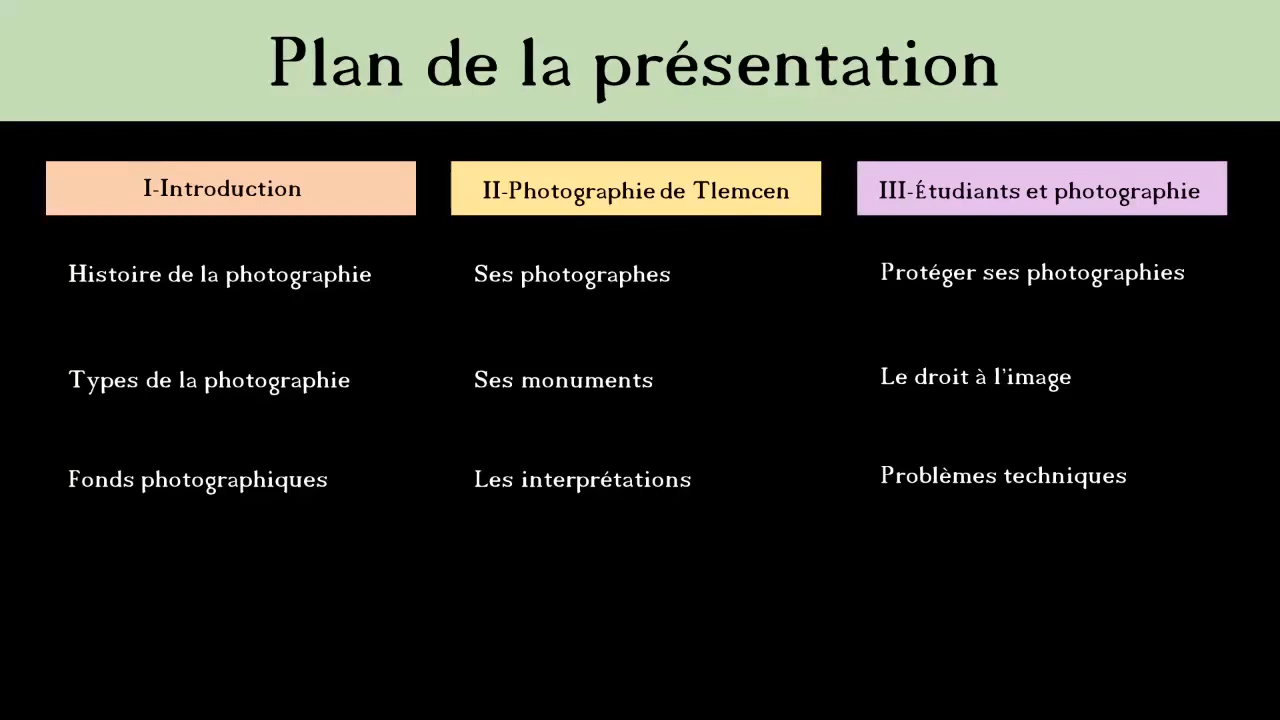 Plan de la présentation
I-Introduction
Histoire de la photographie
Types de la photographie
Fonds photographiques
II-Photographie de Tlemcen
Ses photographes
Ses monuments
Les interprétations
III-Étudiants et photographie
Protéger ses photographies
Le droit à l'image
Problèmes techniques